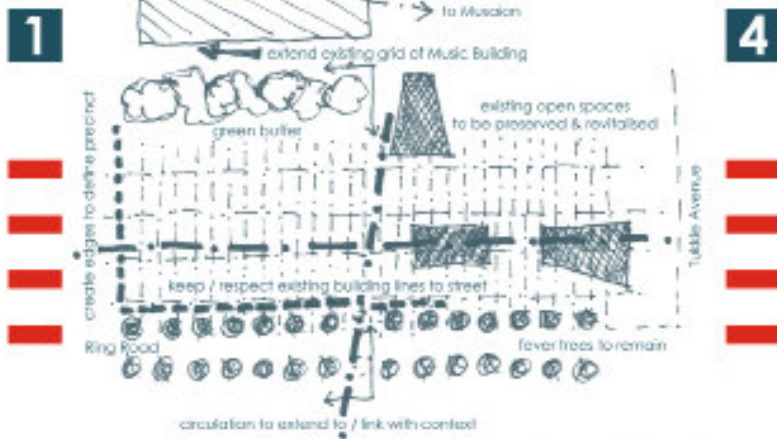 1
4
to Musaion
extend existing grid of Music Building
green buffer
existing open spaces
to be preserved & revitalised
create edges to define precinct
Tukkie Avenue
keep / respect existing building lines to street
Ring Road
fever trees to remain
circulation to extend to / link with context